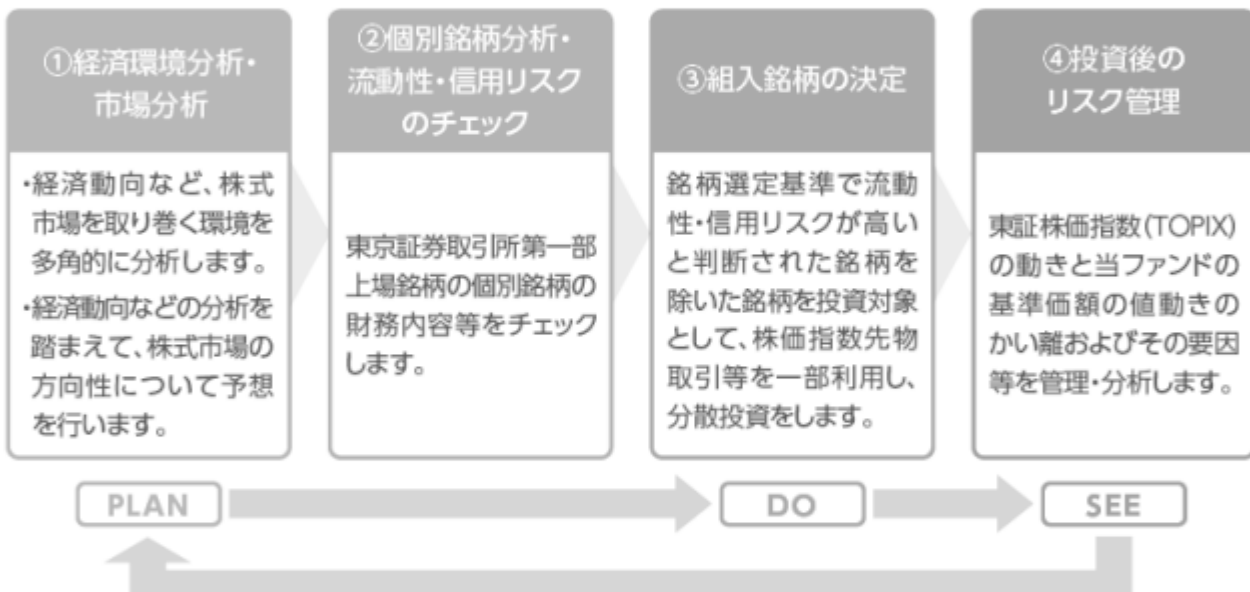 ①経済環境分析・
市場分析
・経済動向など、株式
市場を取り巻く環境を
多角的に分析します。
・経済動向などの分析を
踏まえて、株式市場の
方向性について予想
を行います。
②個別銘柄分析・
流動性・信用リスク
のチェック
東京証券取引所第一部
上場銘柄の個別銘柄の
財務内容等をチェック
します。
③組入銘柄の決定
銘柄選定基準で流動
性・信用リスクが高い
と判断された銘柄を
除いた銘柄を投資対象
として、株価指数先物
取引等を一部利用し、
分散投資をします。
④投資後の
リスク管理
東証株価指数(TOPIX)
の動きと当ファンドの
基準価額の値動きの
かい離およびその要因
等を管理・分析します。
PLAN
DO
SEE